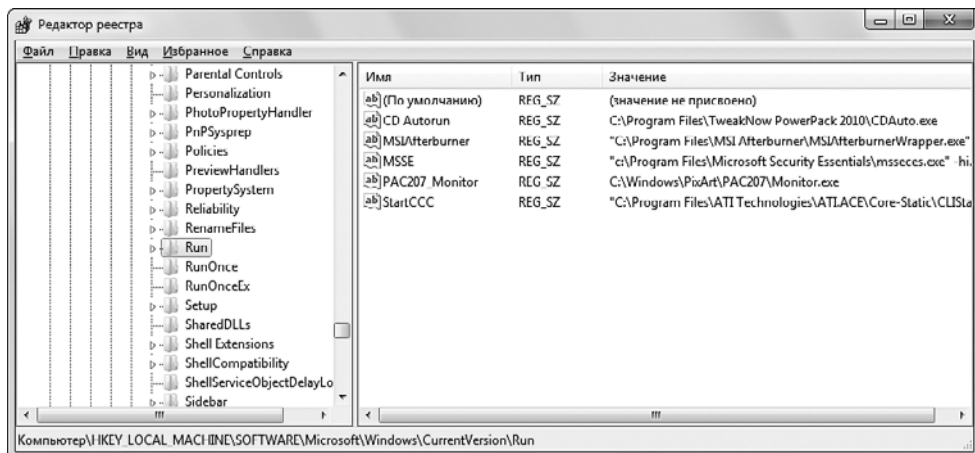 Редактор реестра
Файл Правка Вид Избранное Справка
Parental Controls
Personalization
PhotoPropertyHandler
PnPSysprep
Policies
PreviewHandlers
PropertySystem
Reliability
RenameFiles
Run
RunOnce
RunOnceEx
Setup
SharedDLLs
Shell Extensions
ShellCompatibility
ShellServiceObjectDelayLo
Sidebar
Имя Тип Значение
(По умолчанию) REG_SZ (значение не присвоено)
CD Autorun REG_SZ C:\Program Files\TweakNow PowerPack 2010\CDAuto.exe
MSIAfterburner REG_SZ "C:\Program Files\MSI Afterburner\MSIAfterburnerWrapper.exe"
MSSE REG_SZ "c:\Program Files\Microsoft Security Essentials\msseces.exe" -hi.
PAC207_Monitor REG_SZ C:\Windows\PixArt\PAC207\Monitor.exe
StartCCC REG_SZ "C:\Program Files\ATI Technologies\ATI.ACE\Core-Static\CLISta
Компьютер\HKEY_LOCAL_MACHINE\SOFTWARE\Microsoft\Windows\CurrentVersion\Run